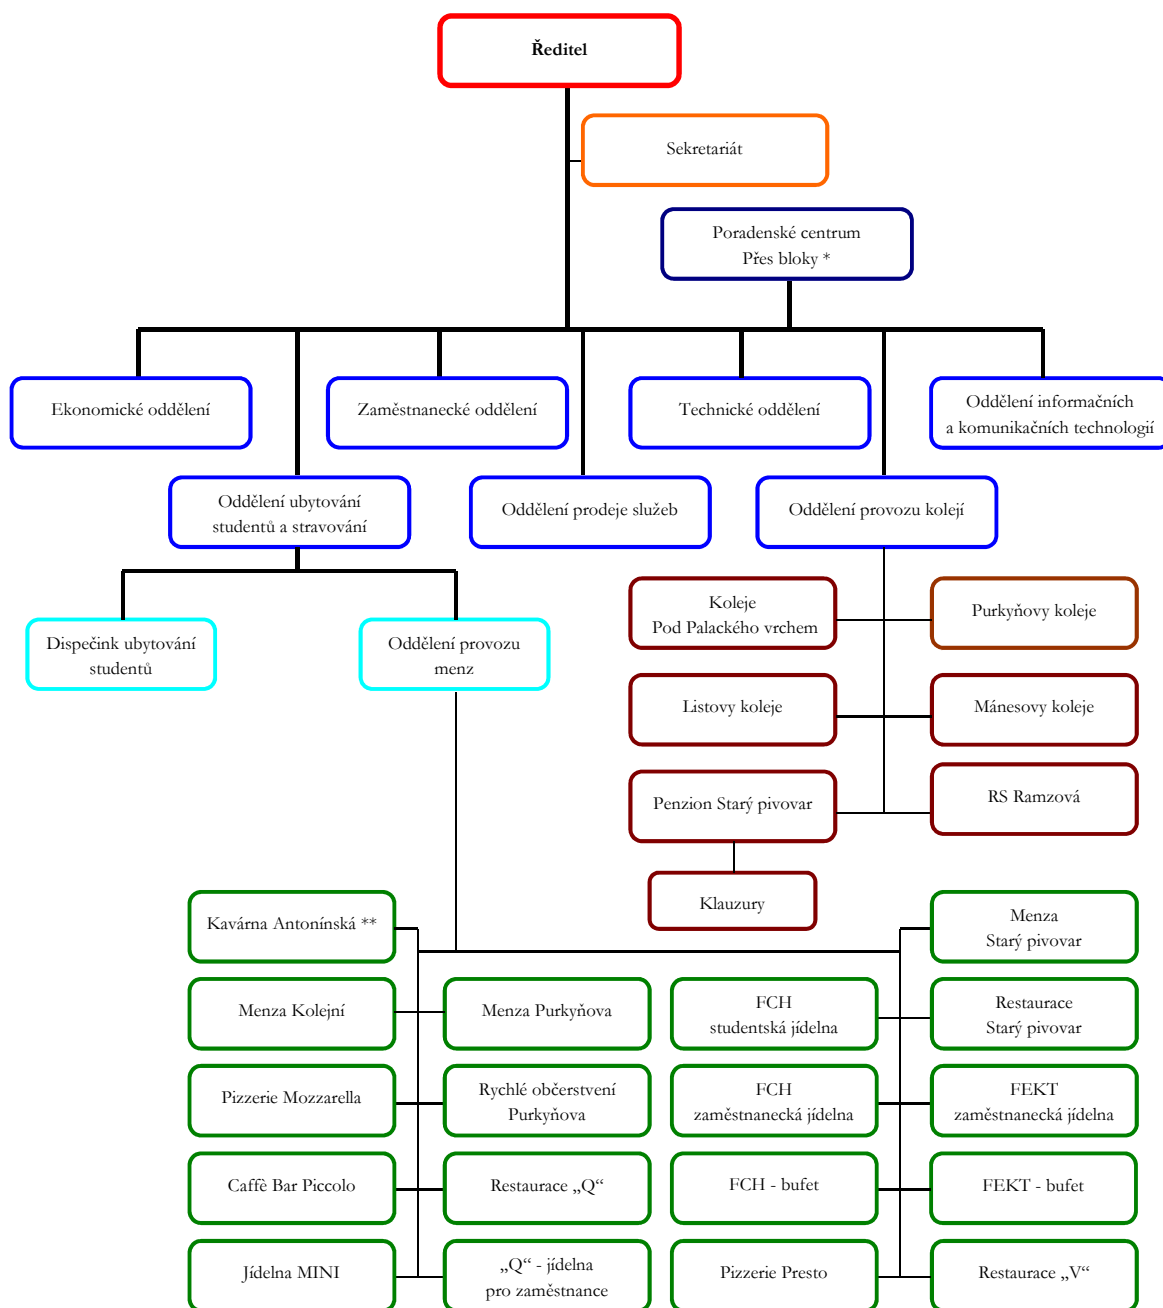 Ředitel
Sekretariát
Poradenské centrum
Přes bloky *
Ekonomické oddělení
Zaměstnanecké oddělení
Technické oddělení
Oddělení informačních
a komunikačních technologií
Oddělení ubytování
studentů a stravování
Oddělení prodeje služeb
Oddělení provozu kolejí
Dispečink ubytování
studentů
Oddělení provozu
menz
Koleje
Pod Palackého vrchem
Purkyňovy koleje
Listovy koleje
Mánesovy koleje
Penzion Starý pivovar
RS Ramzová
Klauzury
Kavárna Antonínská **
Menza
Starý pivovar
Menza Kolejní
Menza Purkyňova
FCH
studentská jídelna
Restaurace
Starý pivovar
Pizzerie Mozzarella
Rychlé občerstvení
Purkyňova
FCH
zaměstnanecká jídelna
FEKT
zaměstnanecká jídelna
Caffè Bar Piccolo
Restaurace „Q“
FCH - bufet
FEKT - bufet
Jídelna MINI
„Q“ - jídelna
pro zaměstnance
Pizzerie Presto
Restaurace „V“